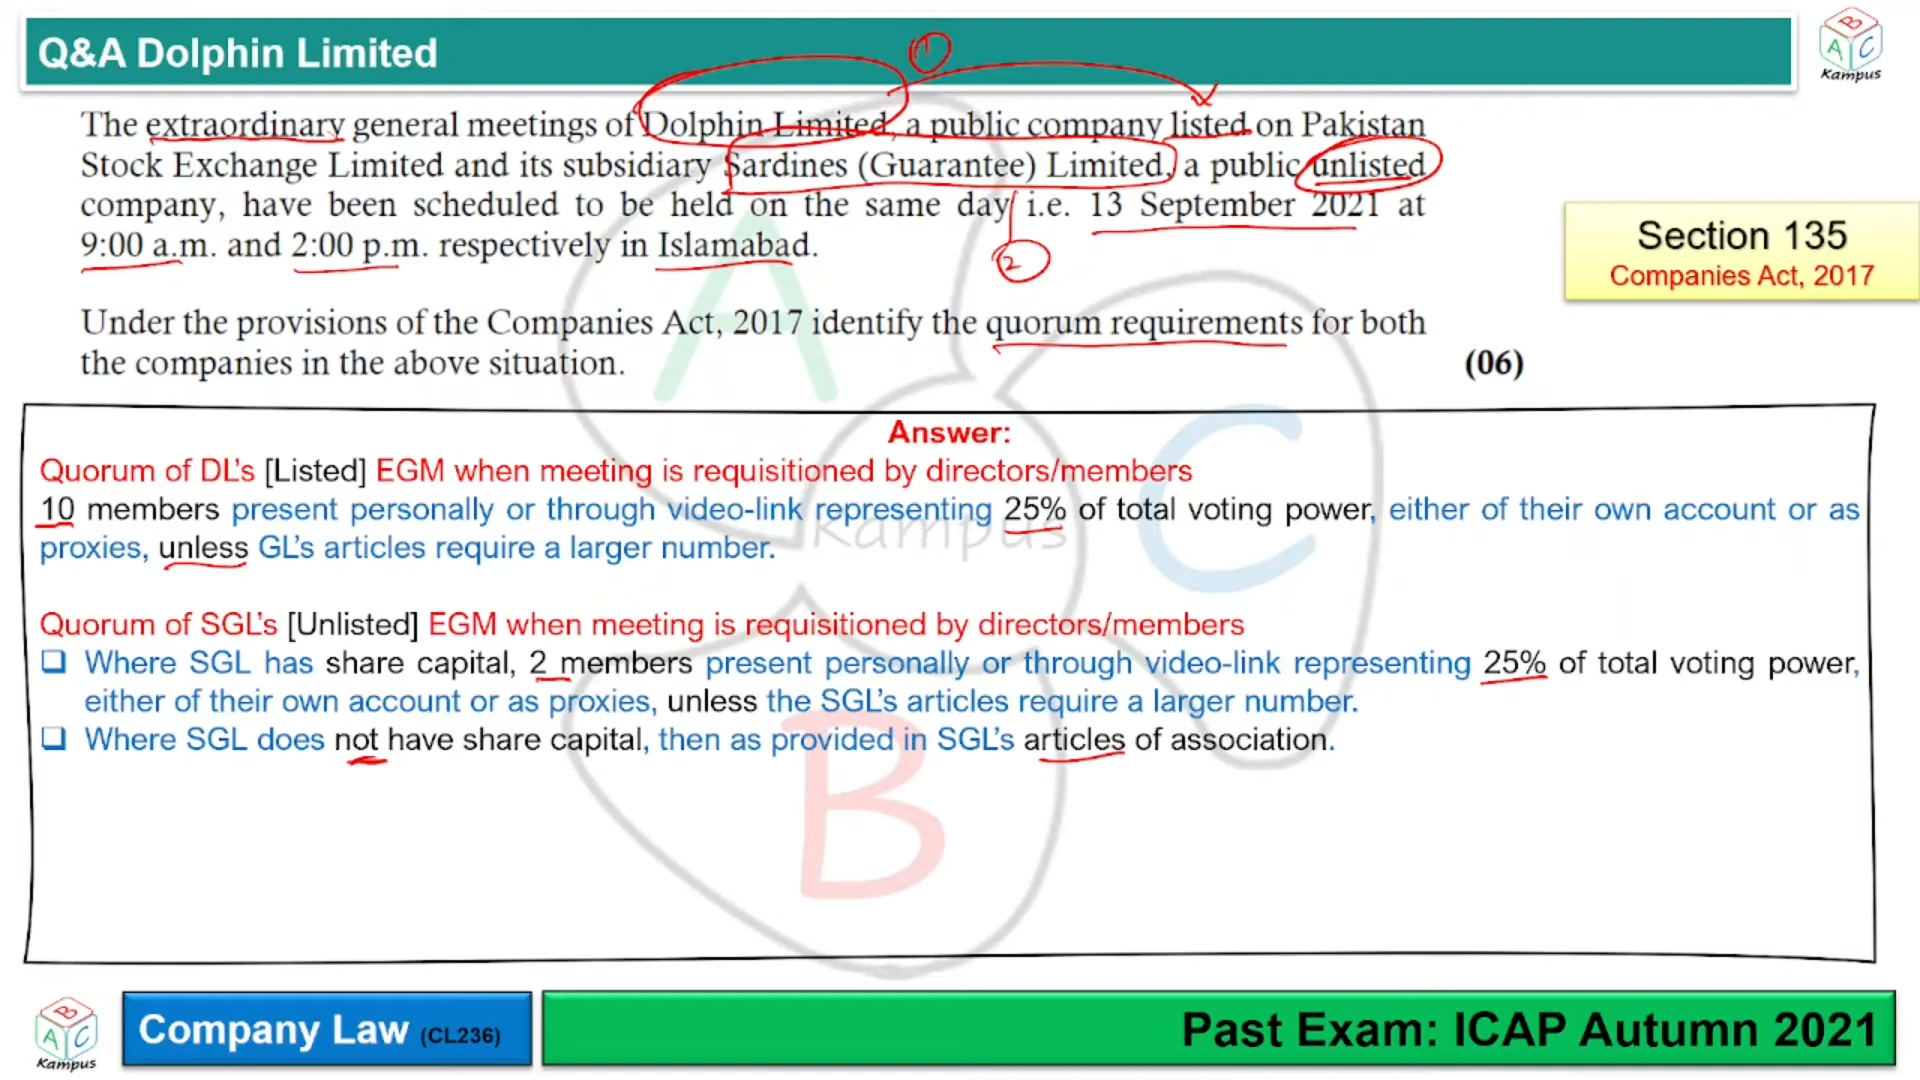 Q&A Dolphin Limited
B
A C
Kampus
1
The extraordinary general meetings of Dolphin Limited, a public company listed on Pakistan
Stock Exchange Limited and its subsidiary Sardines (Guarantee) Limited, a public unlisted
company, have been scheduled to be held on the same day i.e. 13 September 2021 at
9:00 a.m. and 2:00 p.m. respectively in Islamabad.
2
Section 135
Companies Act, 2017
Under the provisions of the Companies Act, 2017 identify the quorum requirements for both
the companies in the above situation.
(06)
Answer:
Quorum of DL's [Listed] EGM when meeting is requisitioned by directors/members
10 members present personally or through video-link representing 25% of total voting power, either of their own account or as
proxies, unless GL's articles require a larger number.
Quorum of SGL's [Unlisted] EGM when meeting is requisitioned by directors/members
❑ Where SGL has share capital, 2 members present personally or through video-link representing 25% of total voting power,
either of their own account or as proxies, unless the SGL's articles require a larger number.
❑ Where SGL does not have share capital, then as provided in SGL's articles of association.
A
C
Kampus
B
B
A C
Kampus
Company Law (CL236)
Past Exam: ICAP Autumn 2021